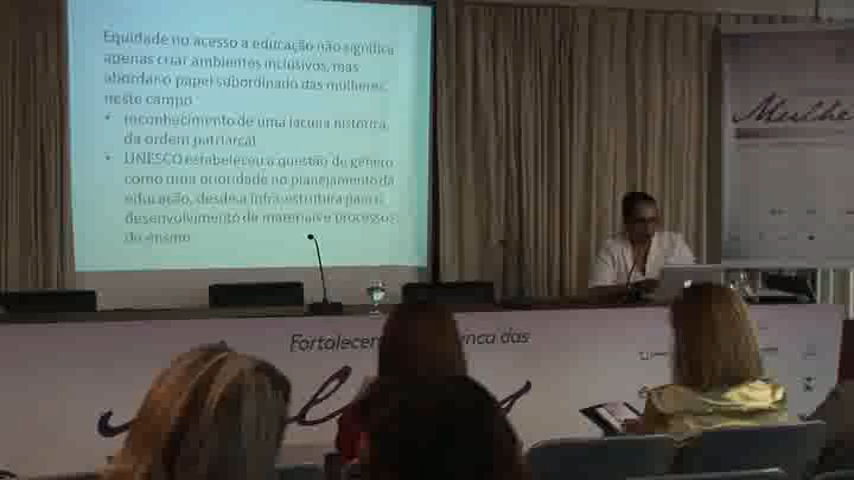 Equidade no acesso a educação não significa
apenas criar ambientes inclusivos, mas
abordar o papel subordinado das mulheres
neste campo
• reconhecimento de uma lacuna histórica,
da ordem patriarcal
• UNESCO estabeleceu a questão de gênero
como uma prioridade no planejamento da
educação, desde a infraestrutura para o
desenvolvimento de materiais e processos
do ensino
Mulhe
Fortalecer das